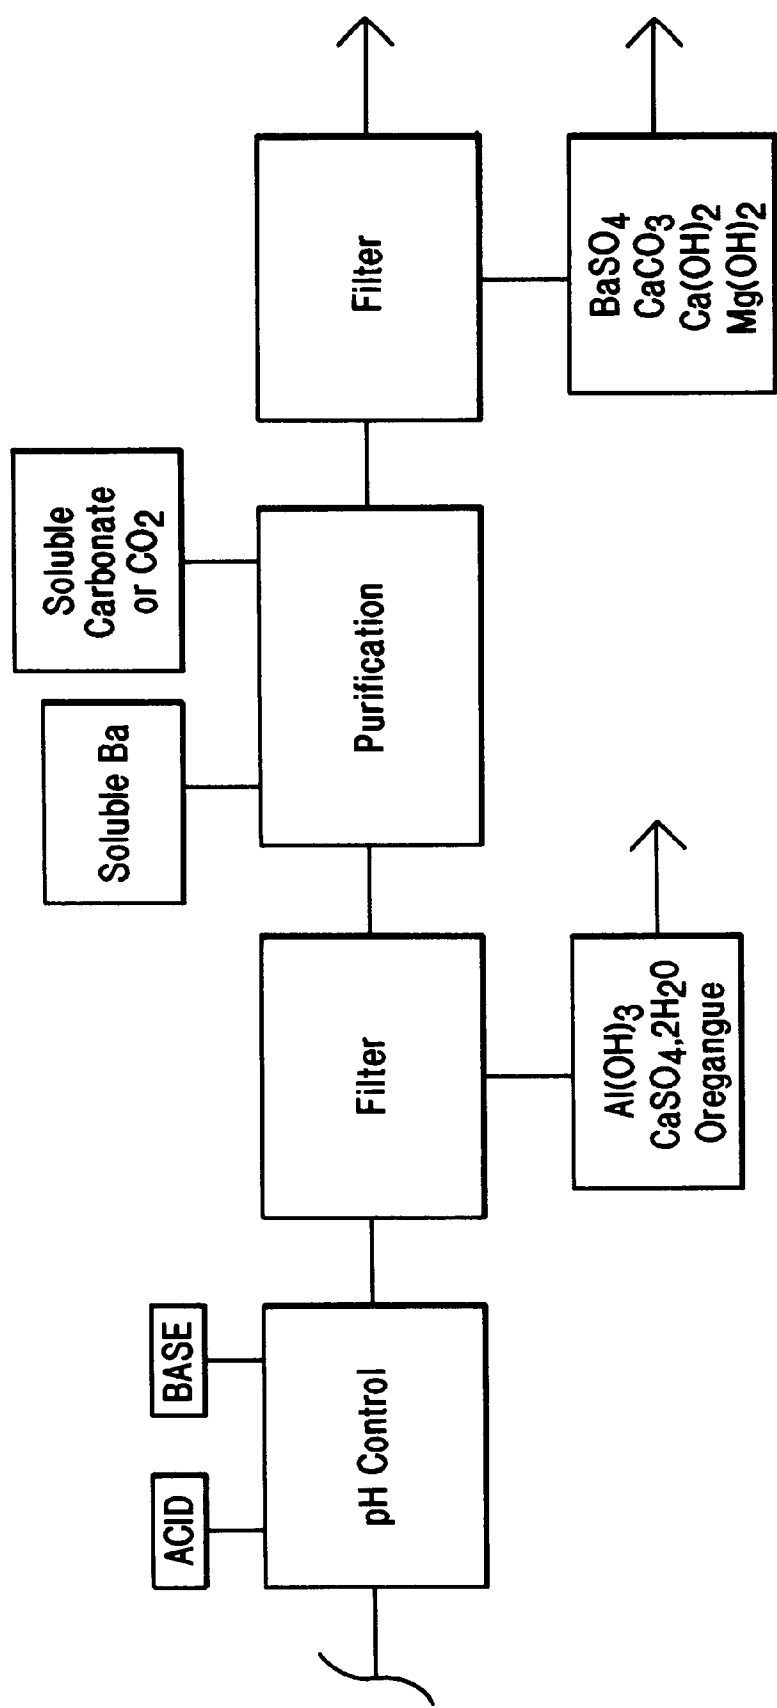 ACID
BASE
pH Control
Filter
Al(OH)3
CaSO4,2H2O
Oregangue
Soluble Ba
Soluble
Carbonate
or CO2
Purification
Filter
BaSO4
CaCO3
Ca(OH)2
Mg(OH)2